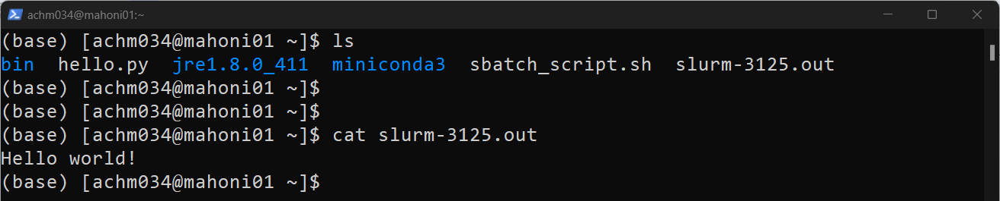 achm034@mahoni01:~
(base) [achm034@mahoni01 ~]$ ls
bin  hello.py  jre1.8.0_411  miniconda3  sbatch_script.sh  slurm-3125.out
(base) [achm034@mahoni01 ~]$
(base) [achm034@mahoni01 ~]$
(base) [achm034@mahoni01 ~]$ cat slurm-3125.out
Hello world!
(base) [achm034@mahoni01 ~]$